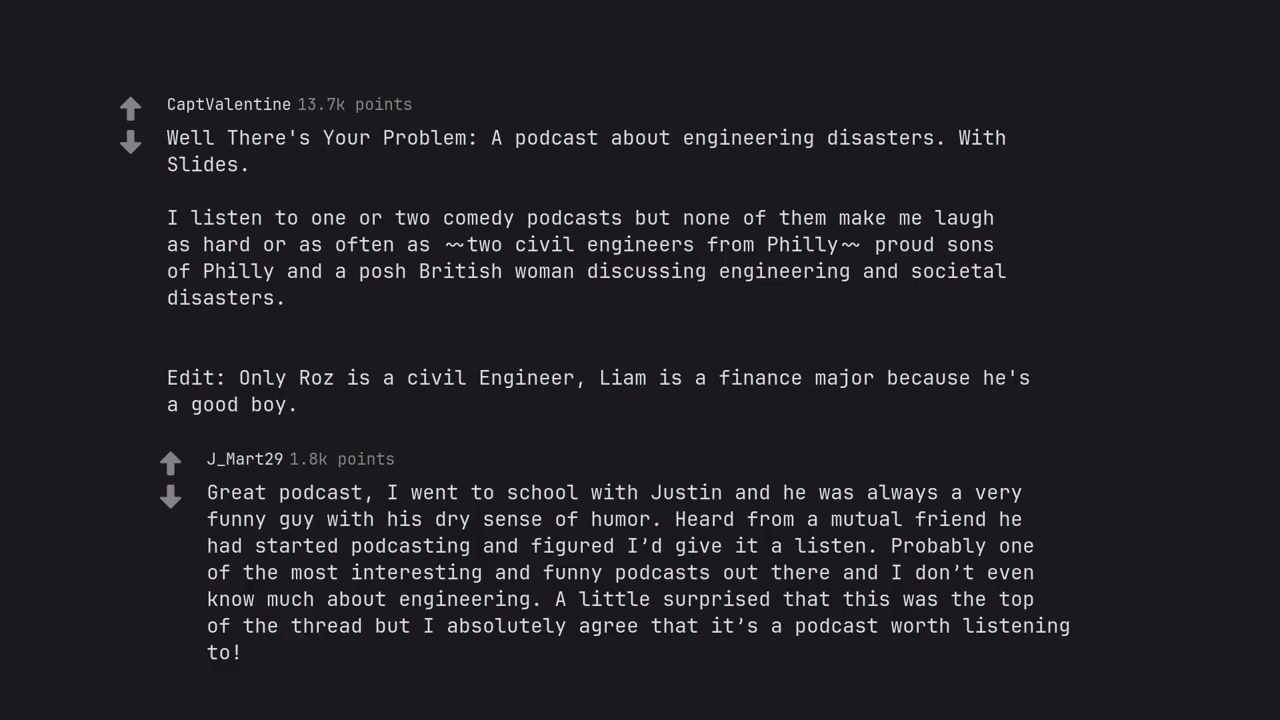 CaptValentine 13.7k points
Well There's Your Problem: A podcast about engineering disasters. With
Slides.
I listen to one or two comedy podcasts but none of them make me laugh
as hard or as often as ~~two civil engineers from Philly~~ proud sons
of Philly and a posh British woman discussing engineering and societal
disasters.
Edit: Only Roz is a civil Engineer, Liam is a finance major because he's
a good boy.
J_Mart29 1.8k points
Great podcast, I went to school with Justin and he was always a very
funny guy with his dry sense of humor. Heard from a mutual friend he
had started podcasting and figured I’d give it a listen. Probably one
of the most interesting and funny podcasts out there and I don’t even
know much about engineering. A little surprised that this was the top
of the thread but I absolutely agree that it’s a podcast worth listening
to!